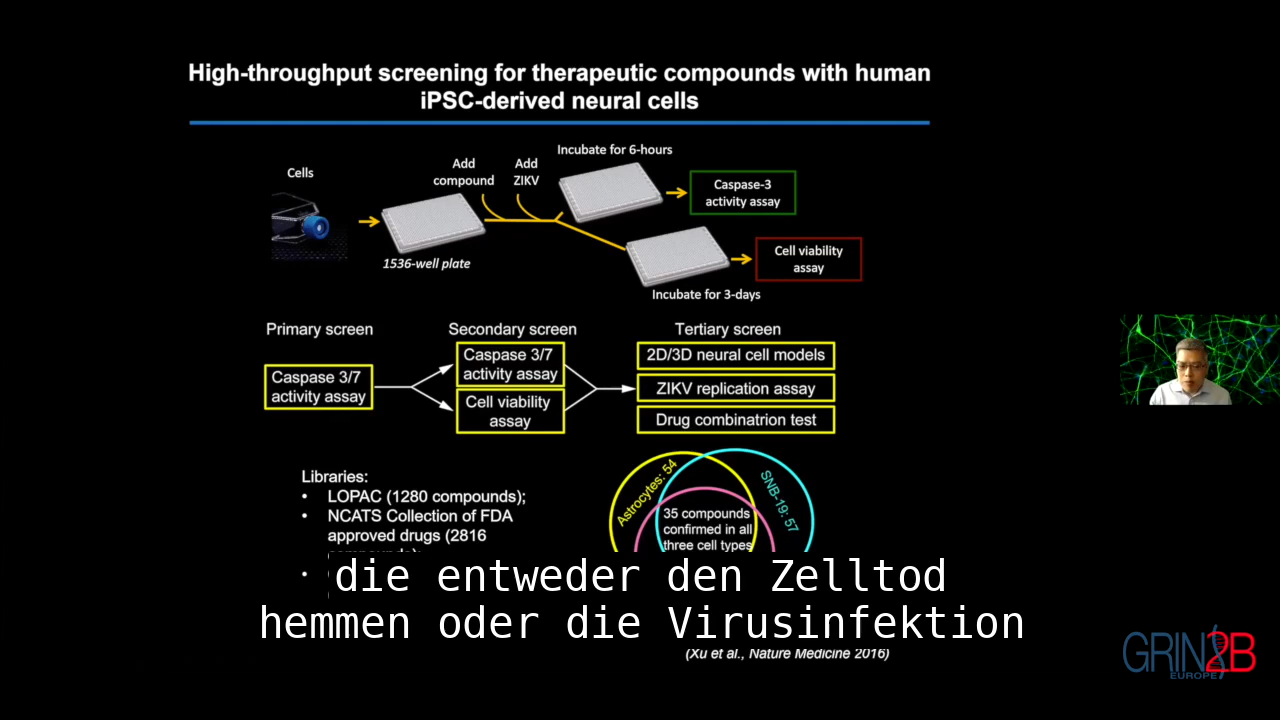 High-throughput screening for therapeutic compounds with human
iPSC-derived neural cells
Incubate for 6-hours
Cells
Add
compound
Add
ZIKV
Caspase-3
activity assay
1536-well plate
Cell viability
assay
Incubate for 3-days
Primary screen
Secondary screen
Tertiary screen
Caspase 3/7
activity assay
Caspase 3/7
activity assay
Cell viability
assay
2D/3D neural cell models
ZIKV replication assay
Drug combinatrion test
Libraries:
• LOPAC (1280 compounds);
• NCATS Collection of FDA
approved drugs (2816
Astrocytes: 54
SNB-19: 57
35 compounds
confirmed in all
three cell types
die entweder den Zelltod
hemmen oder die Virusinfektion
(Xu et al., Nature Medicine 2016)
GRIN2B
EUROPE